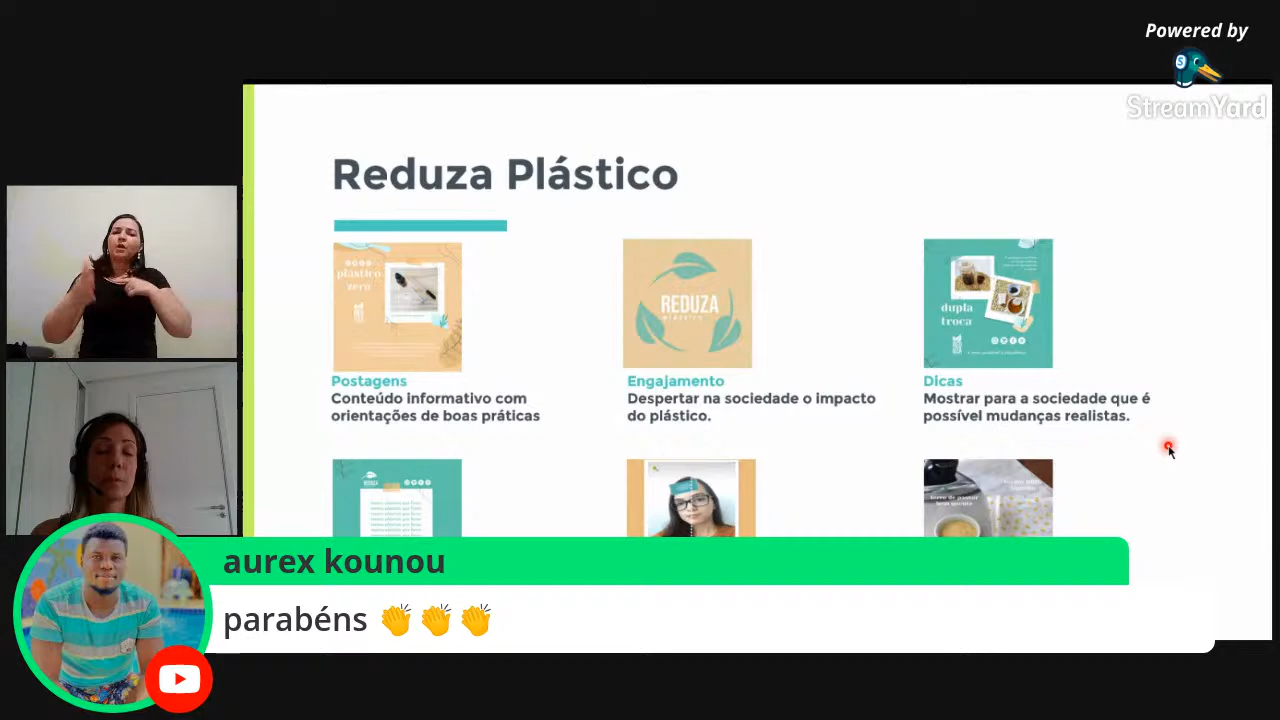 Powered by
StreamYard
Reduza Plástico
plástico
zero
REDUZA
plástico
dupla
troca
Postagens
Conteúdo informativo com
orientações de boas práticas
Engajamento
Despertar na sociedade o impacto
do plástico.
Dicas
Mostrar para a sociedade que é
possível mudanças realistas.
REDUZA
aurex kounou
parabéns 👏 👏 👏